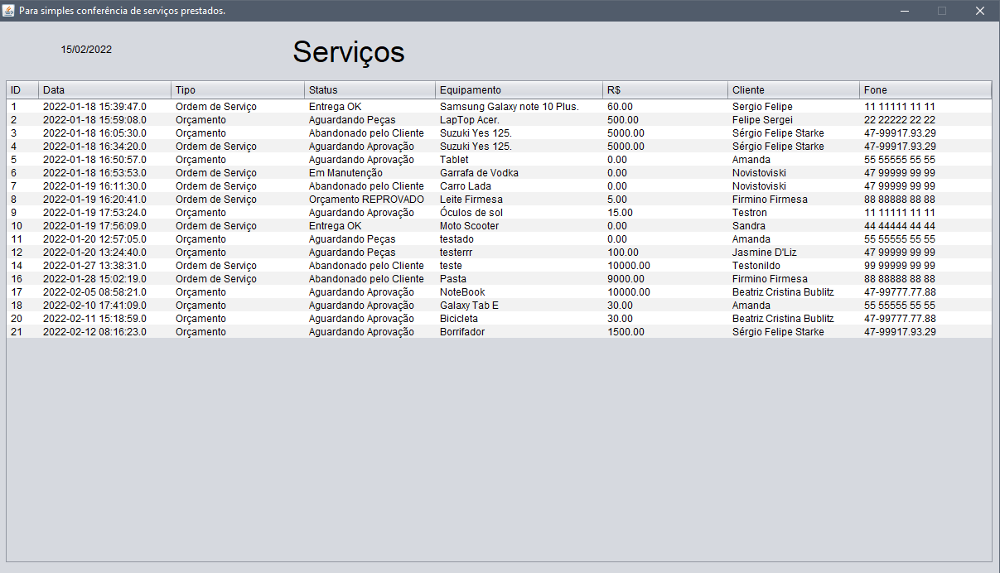 Para simples conferência de serviços prestados.
15/02/2022
Serviços
ID Data Tipo Status Equipamento R$ Cliente Fone
1 2022-01-18 15:39:47.0 Ordem de Serviço Entrega OK Samsung Galaxy note 10 Plus. 60.00 Sergio Felipe 11 11111 11 11
2 2022-01-18 15:59:08.0 Orçamento Aguardando Peças LapTop Acer. 500.00 Felipe Sergei 22 22222 22 22
3 2022-01-18 16:05:30.0 Orçamento Abandonado pelo Cliente Suzuki Yes 125. 5000.00 Sérgio Felipe Starke 47-99917.93.29
4 2022-01-18 16:34:20.0 Orçamento Aguardando Aprovação Suzuki Yes 125. 5000.00 Sérgio Felipe Starke 47-99917.93.29
5 2022-01-18 16:50:57.0 Orçamento Aguardando Aprovação Tablet 0.00 Amanda 55 55555 55 55
6 2022-01-18 16:53:53.0 Ordem de Serviço Em Manutenção Garrafa de Vodka 0.00 Novistoviski 47 99999 99 99
7 2022-01-19 16:11:30.0 Ordem de Serviço Abandonado pelo Cliente Carro Lada 0.00 Novistoviski 47 99999 99 99
8 2022-01-19 16:20:41.0 Ordem de Serviço Orçamento REPROVADO Leite Firmesa 5.00 Firmino Firmesa 88 88888 88 88
9 2022-01-19 17:53:24.0 Orçamento Aguardando Aprovação Óculos de sol 15.00 Testron 11 11111 11 11
10 2022-01-19 17:56:09.0 Ordem de Serviço Entrega OK Moto Scooter 0.00 Sandra 44 44444 44 44
11 2022-01-20 12:57:05.0 Orçamento Aguardando Peças testado 0.00 Amanda 55 55555 55 55
12 2022-01-20 13:24:40.0 Orçamento Aguardando Peças testerrr 100.00 Jasmine D'Liz 47 99999 99 99
14 2022-01-27 13:38:31.0 Ordem de Serviço Abandonado pelo Cliente teste 10000.00 Testonildo 99 99999 99 99
16 2022-01-28 15:02:19.0 Ordem de Serviço Abandonado pelo Cliente Pasta 9000.00 Firmino Firmesa 88 88888 88 88
17 2022-02-05 08:58:21.0 Orçamento Aguardando Aprovação NoteBook 10000.00 Beatriz Cristina Bublitz 47-99777.77.88
18 2022-02-10 17:41:09.0 Orçamento Aguardando Aprovação Galaxy Tab E 30.00 Amanda 55 55555 55 55
20 2022-02-11 15:18:59.0 Orçamento Aguardando Aprovação Bicicleta 30.00 Beatriz Cristina Bublitz 47-99777.77.88
21 2022-02-12 08:16:23.0 Orçamento Aguardando Aprovação Borrifador 1500.00 Sérgio Felipe Starke 47-99917.93.29